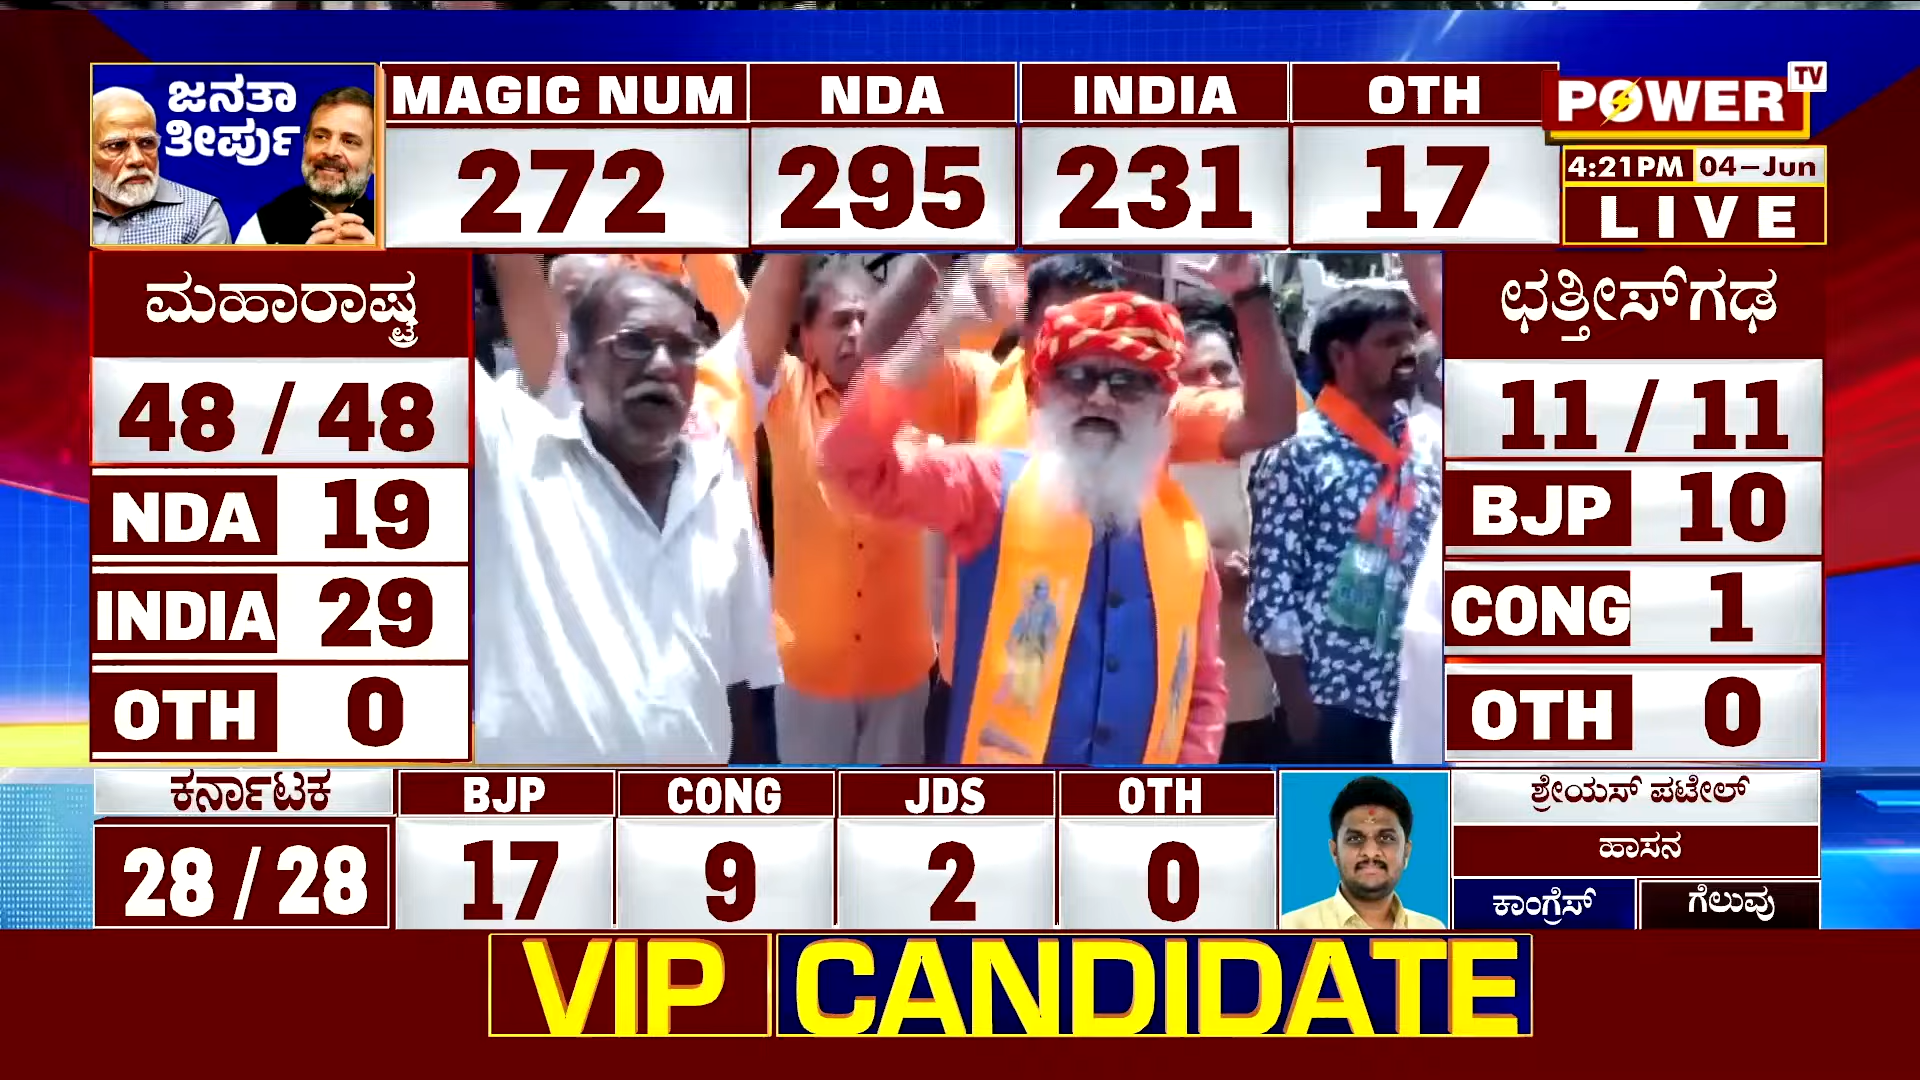 ಜನತಾ
ತೀರ್ಪು
MAGIC NUM NDA INDIA OTH
272 295 231 17
POWER TV
4:21PM 04-Jun
LIVE
ಮಹಾರಾಷ್ಟ್ರ
48 / 48
NDA 19
INDIA 29
OTH 0
ಛತ್ತೀಸ್‌ಗಢ
11 / 11
BJP 10
CONG 1
OTH 0
ಕರ್ನಾಟಕ BJP CONG JDS OTH
28 / 28 17 9 2 0
ಶ್ರೇಯಸ್ ಪಟೇಲ್
ಹಾಸನ
ಕಾಂಗ್ರೆಸ್ ಗೆಲುವು
VIP CANDIDATE